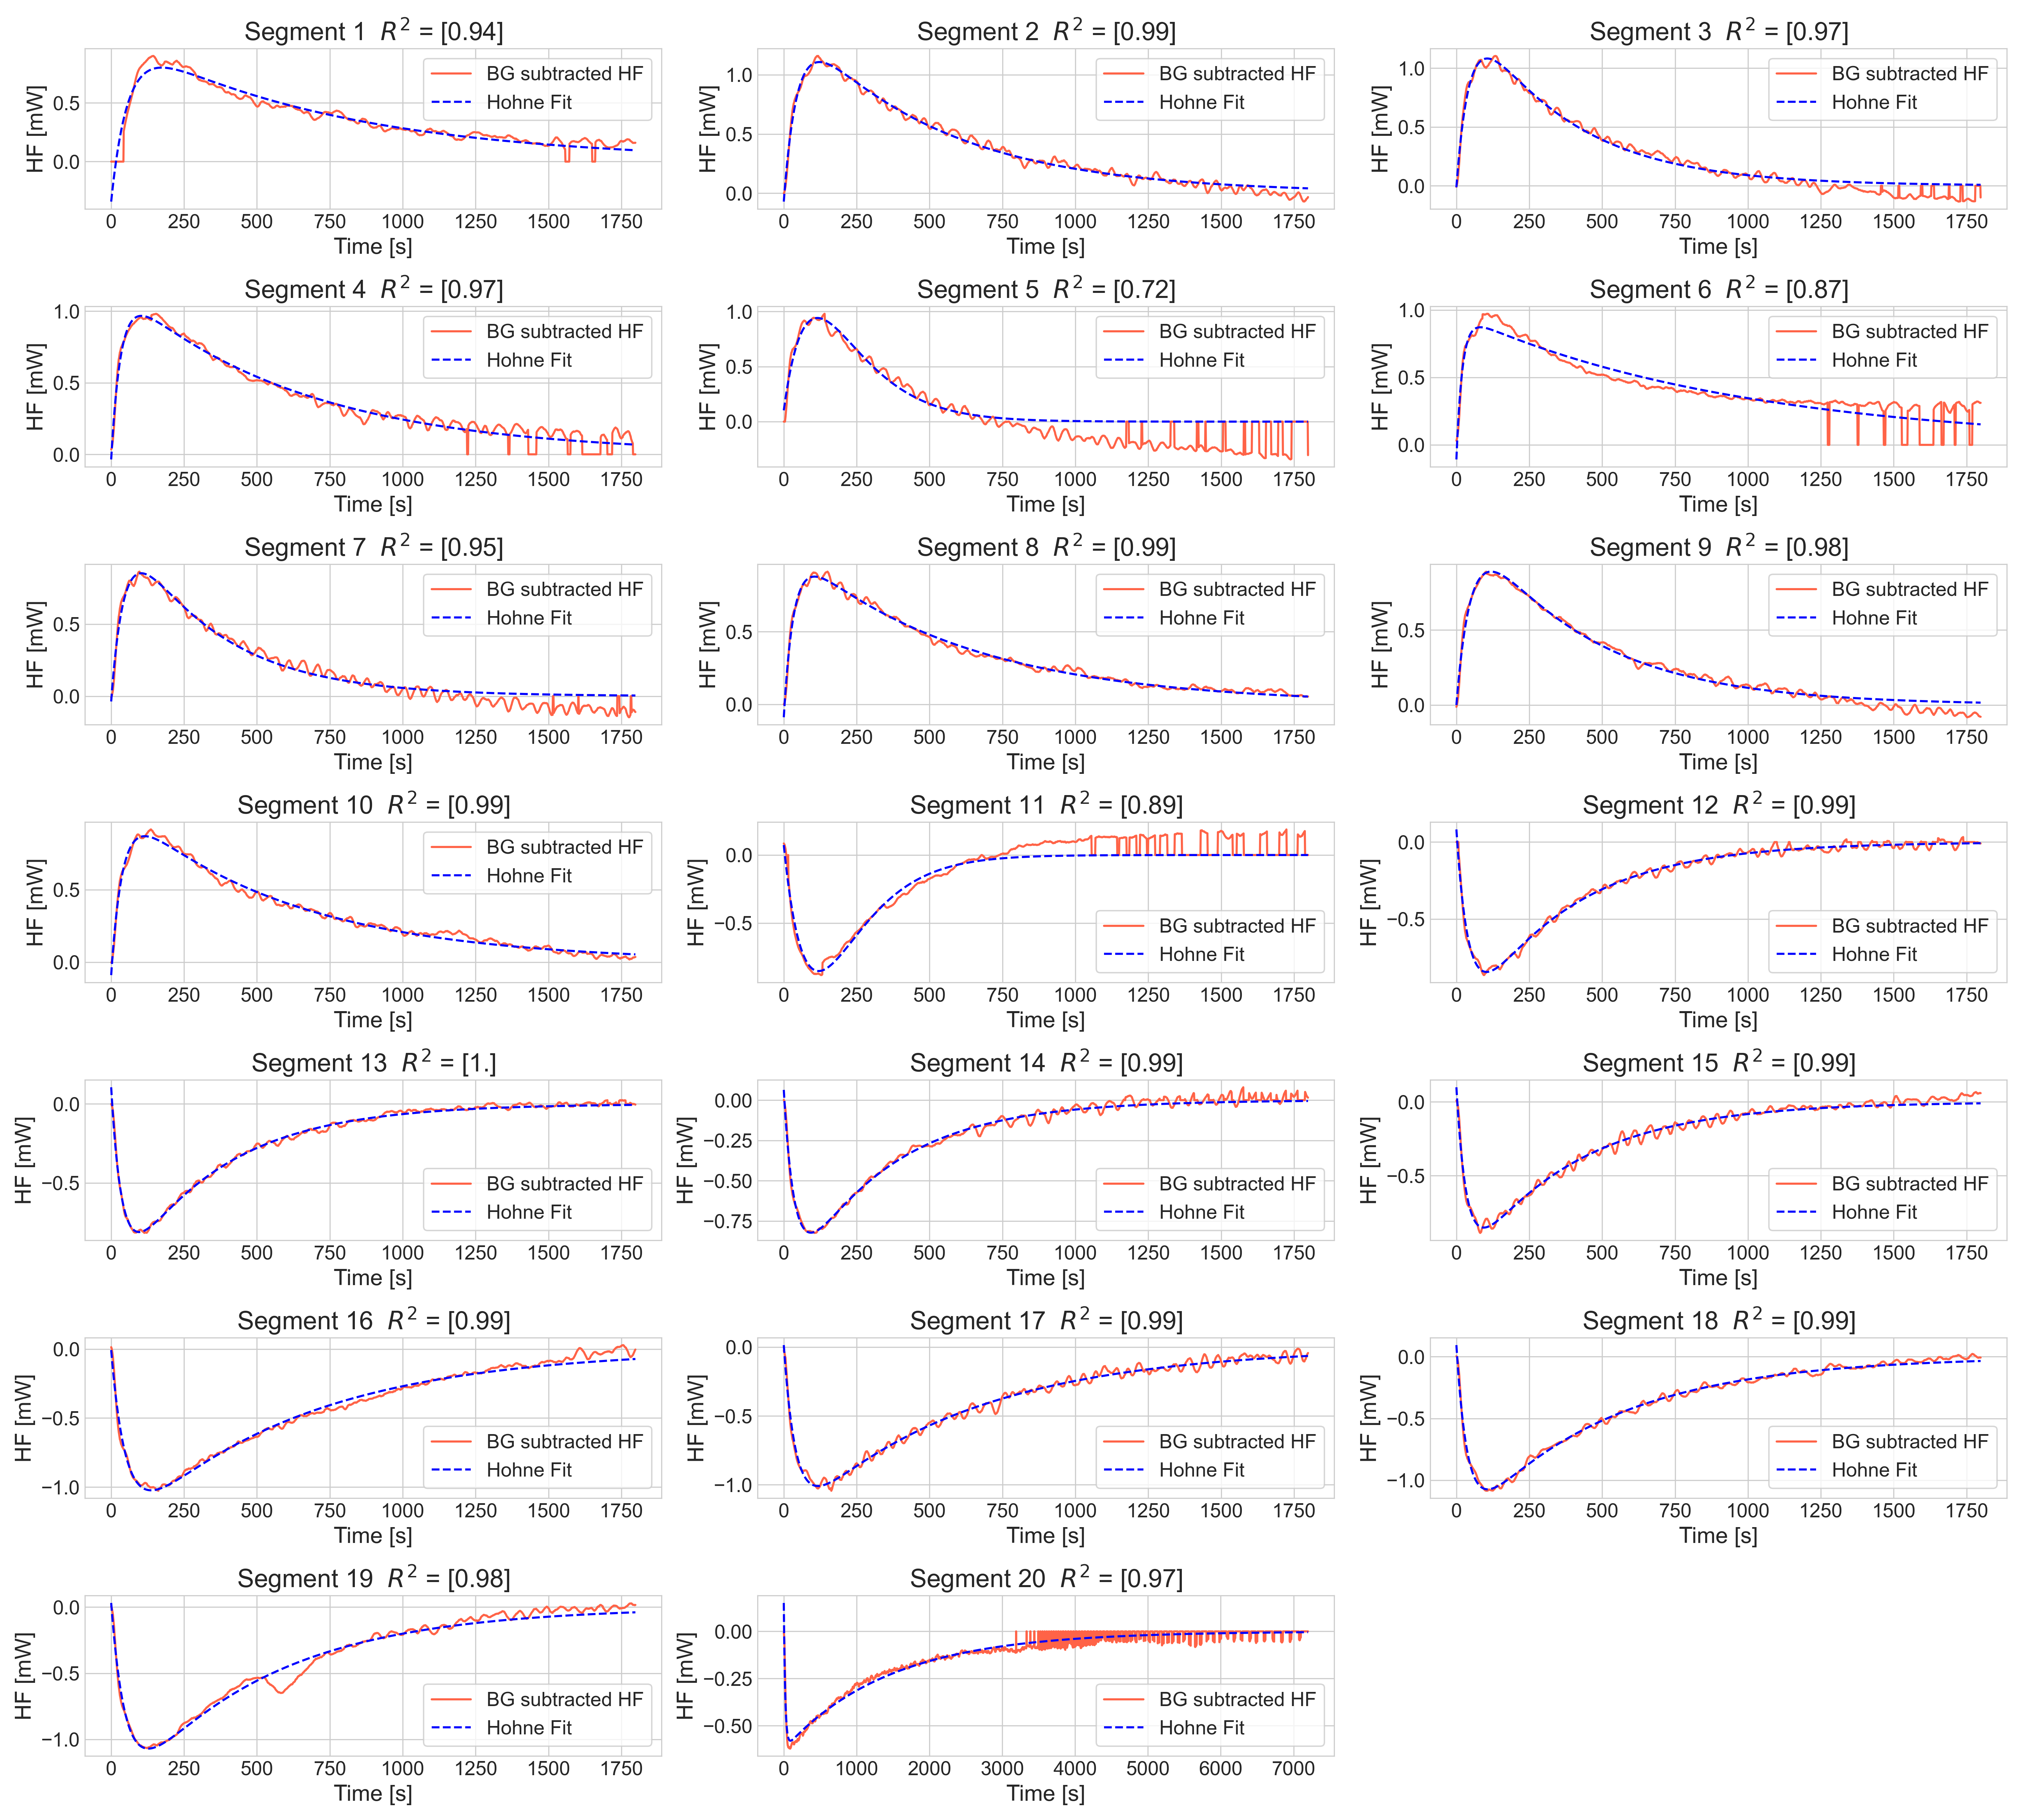 Segment 1 R² = [0.94]
HF [mW]
0.5
0.0
BG subtracted HF
Hohne Fit
0 250 500 750 1000 1250 1500 1750
Time [s]
Segment 2 R² = [0.99]
HF [mW]
1.0
0.5
0.0
BG subtracted HF
Hohne Fit
0 250 500 750 1000 1250 1500 1750
Time [s]
Segment 3 R² = [0.97]
HF [mW]
1.0
0.5
0.0
BG subtracted HF
Hohne Fit
0 250 500 750 1000 1250 1500 1750
Time [s]
Segment 4 R² = [0.97]
HF [mW]
1.0
0.5
0.0
BG subtracted HF
Hohne Fit
0 250 500 750 1000 1250 1500 1750
Time [s]
Segment 5 R² = [0.72]
HF [mW]
1.0
0.5
0.0
BG subtracted HF
Hohne Fit
0 250 500 750 1000 1250 1500 1750
Time [s]
Segment 6 R² = [0.87]
HF [mW]
1.0
0.5
0.0
BG subtracted HF
Hohne Fit
0 250 500 750 1000 1250 1500 1750
Time [s]
Segment 7 R² = [0.95]
HF [mW]
0.5
0.0
BG subtracted HF
Hohne Fit
0 250 500 750 1000 1250 1500 1750
Time [s]
Segment 8 R² = [0.99]
HF [mW]
0.5
0.0
BG subtracted HF
Hohne Fit
0 250 500 750 1000 1250 1500 1750
Time [s]
Segment 9 R² = [0.98]
HF [mW]
0.5
0.0
BG subtracted HF
Hohne Fit
0 250 500 750 1000 1250 1500 1750
Time [s]
Segment 10 R² = [0.99]
HF [mW]
0.5
0.0
BG subtracted HF
Hohne Fit
0 250 500 750 1000 1250 1500 1750
Time [s]
Segment 11 R² = [0.89]
HF [mW]
0.0
−0.5
BG subtracted HF
Hohne Fit
0 250 500 750 1000 1250 1500 1750
Time [s]
Segment 12 R² = [0.99]
HF [mW]
0.0
−0.5
BG subtracted HF
Hohne Fit
0 250 500 750 1000 1250 1500 1750
Time [s]
Segment 13 R² = [1.]
HF [mW]
0.0
−0.5
BG subtracted HF
Hohne Fit
0 250 500 750 1000 1250 1500 1750
Time [s]
Segment 14 R² = [0.99]
HF [mW]
0.00
−0.25
−0.50
−0.75
BG subtracted HF
Hohne Fit
0 250 500 750 1000 1250 1500 1750
Time [s]
Segment 15 R² = [0.99]
HF [mW]
0.0
−0.5
BG subtracted HF
Hohne Fit
0 250 500 750 1000 1250 1500 1750
Time [s]
Segment 16 R² = [0.99]
HF [mW]
0.0
−0.5
−1.0
BG subtracted HF
Hohne Fit
0 250 500 750 1000 1250 1500 1750
Time [s]
Segment 17 R² = [0.99]
HF [mW]
0.0
−0.5
−1.0
BG subtracted HF
Hohne Fit
0 250 500 750 1000 1250 1500 1750
Time [s]
Segment 18 R² = [0.99]
HF [mW]
0.0
−0.5
−1.0
BG subtracted HF
Hohne Fit
0 250 500 750 1000 1250 1500 1750
Time [s]
Segment 19 R² = [0.98]
HF [mW]
0.0
−0.5
−1.0
BG subtracted HF
Hohne Fit
0 250 500 750 1000 1250 1500 1750
Time [s]
Segment 20 R² = [0.97]
HF [mW]
0.00
−0.25
−0.50
BG subtracted HF
Hohne Fit
0 1000 2000 3000 4000 5000 6000 7000
Time [s]